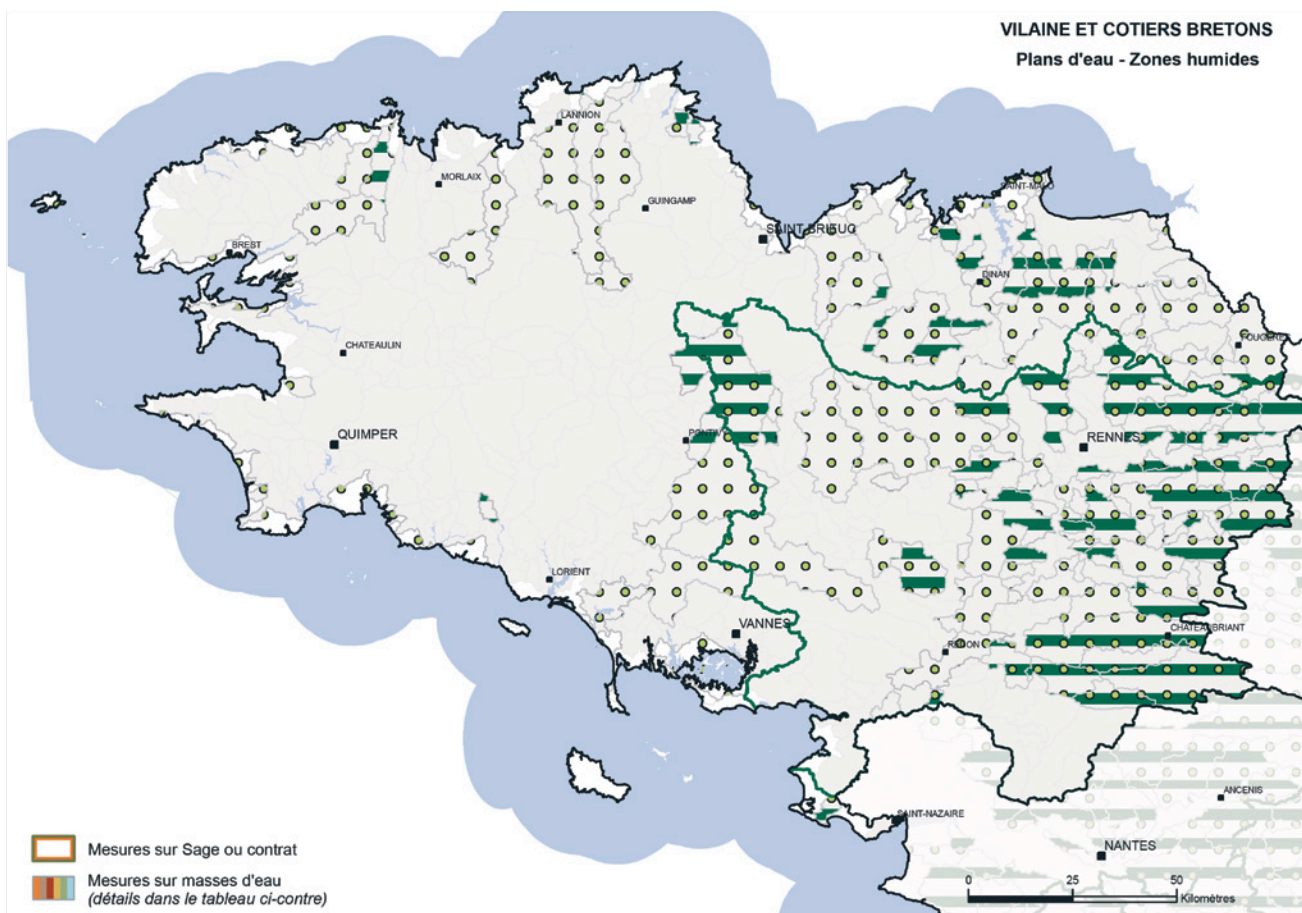 VILAINE ET COTIERS BRETONS
Plans d'eau - Zones humides
LANNION
MORLAIX
GUINGAMP
SAINT-MALO
BREST
SAINT-BRIEUC
DINAN
CHATEAULIN
FOUGERES
QUIMPER
PONTIVY
RENNES
LORIENT
VANNES
CHATEAUBRIANT
REDON
ANCENIS
SAINT-NAZAIRE
NANTES
Mesures sur Sage ou contrat
Mesures sur masses d'eau
(détails dans le tableau ci-contre)
0 25 50
Kilomètres